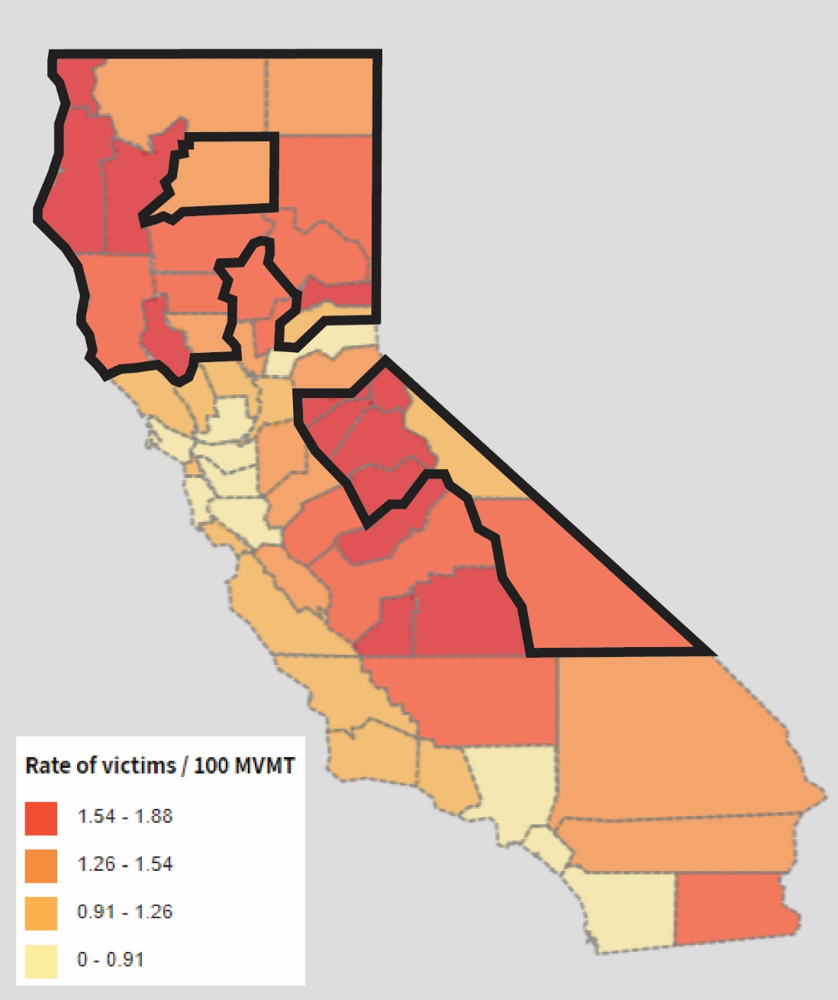 Rate of victims / 100 MVMT
1.54 - 1.88
1.26 - 1.54
0.91 - 1.26
0 - 0.91